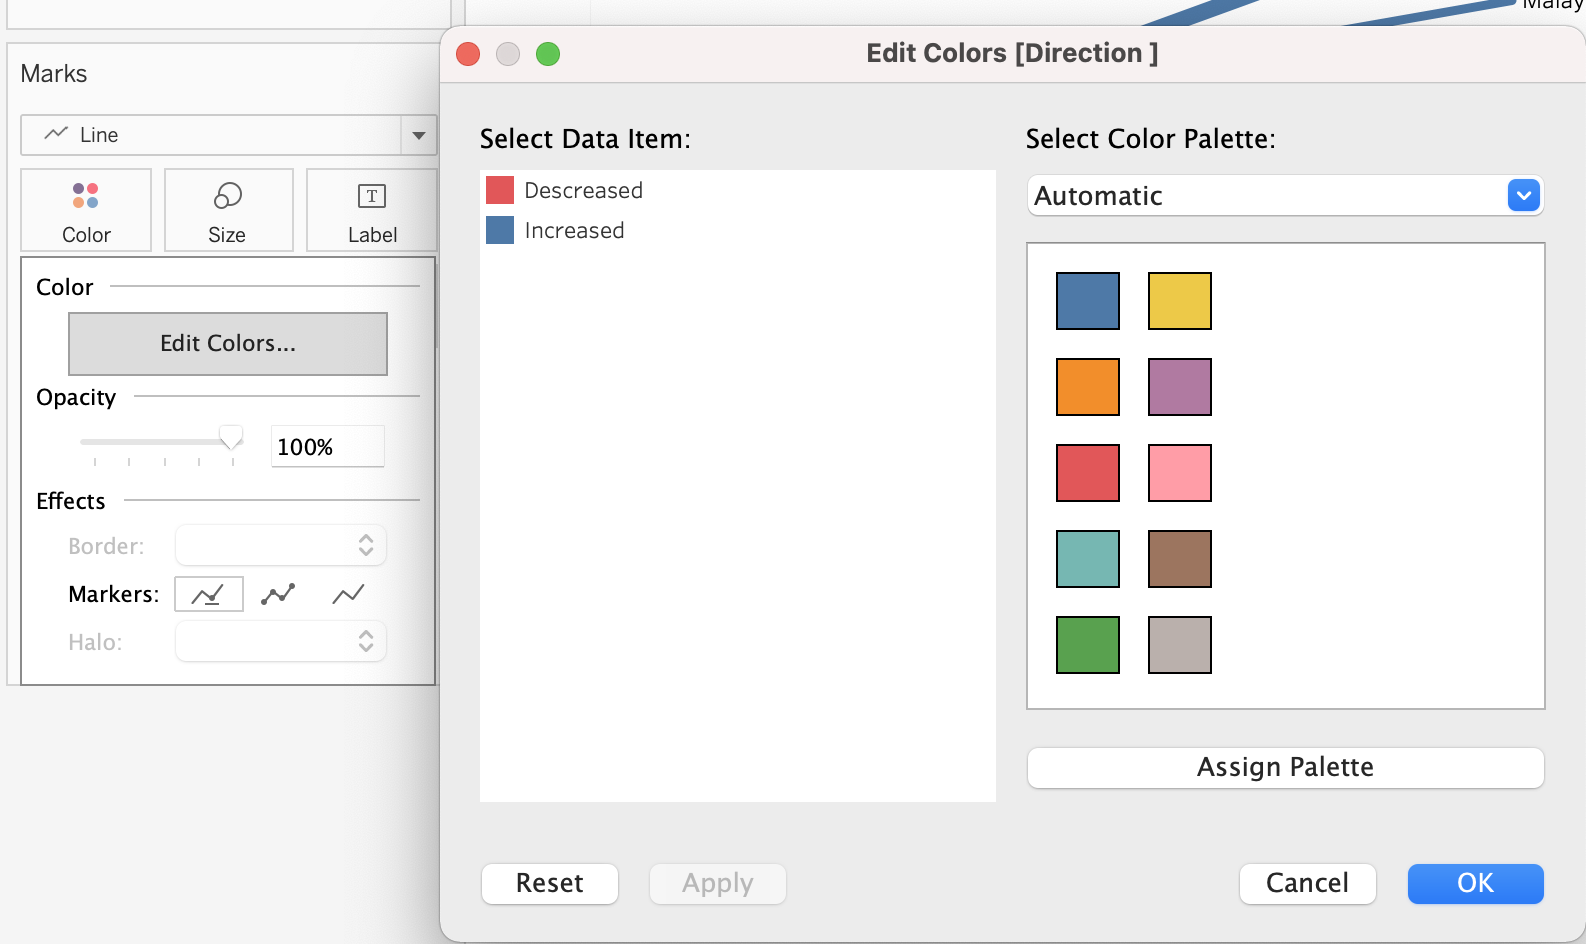 Malay
Edit Colors [Direction ]
Marks
Line
Color
Size
Label
Color
Edit Colors...
Opacity
100%
Effects
Border:
Markers:
Halo:
Select Data Item:
Descreased
Increased
Select Color Palette:
Automatic
Assign Palette
Reset
Apply
Cancel
OK